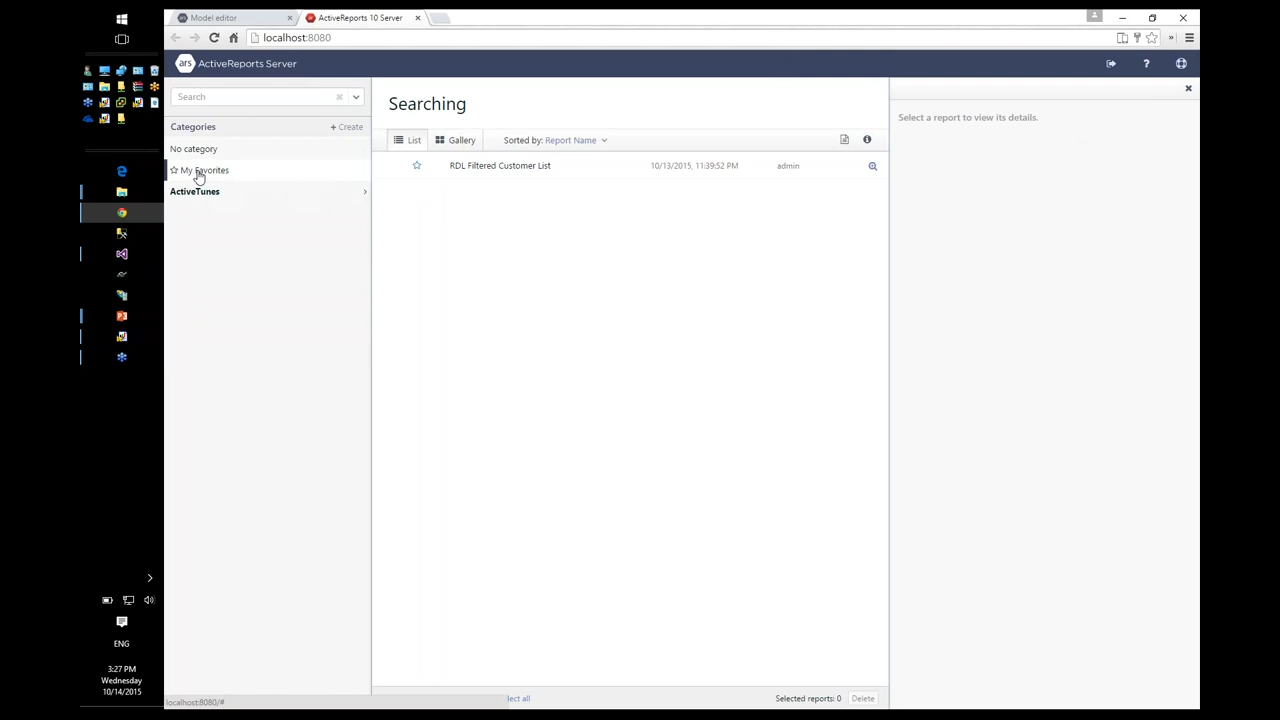 Model editor
ActiveReports 10 Server
localhost:8080
ars ActiveReports Server
Search
Categories
+ Create
No category
My Favorites
ActiveTunes
Searching
List
Gallery
Sorted by: Report Name
RDL Filtered Customer List
10/13/2015, 11:39:52 PM
admin
Select a report to view its details.
ENG
3:27 PM
Wednesday
10/14/2015
localhost:8080/#
all
Selected reports: 0
Delete